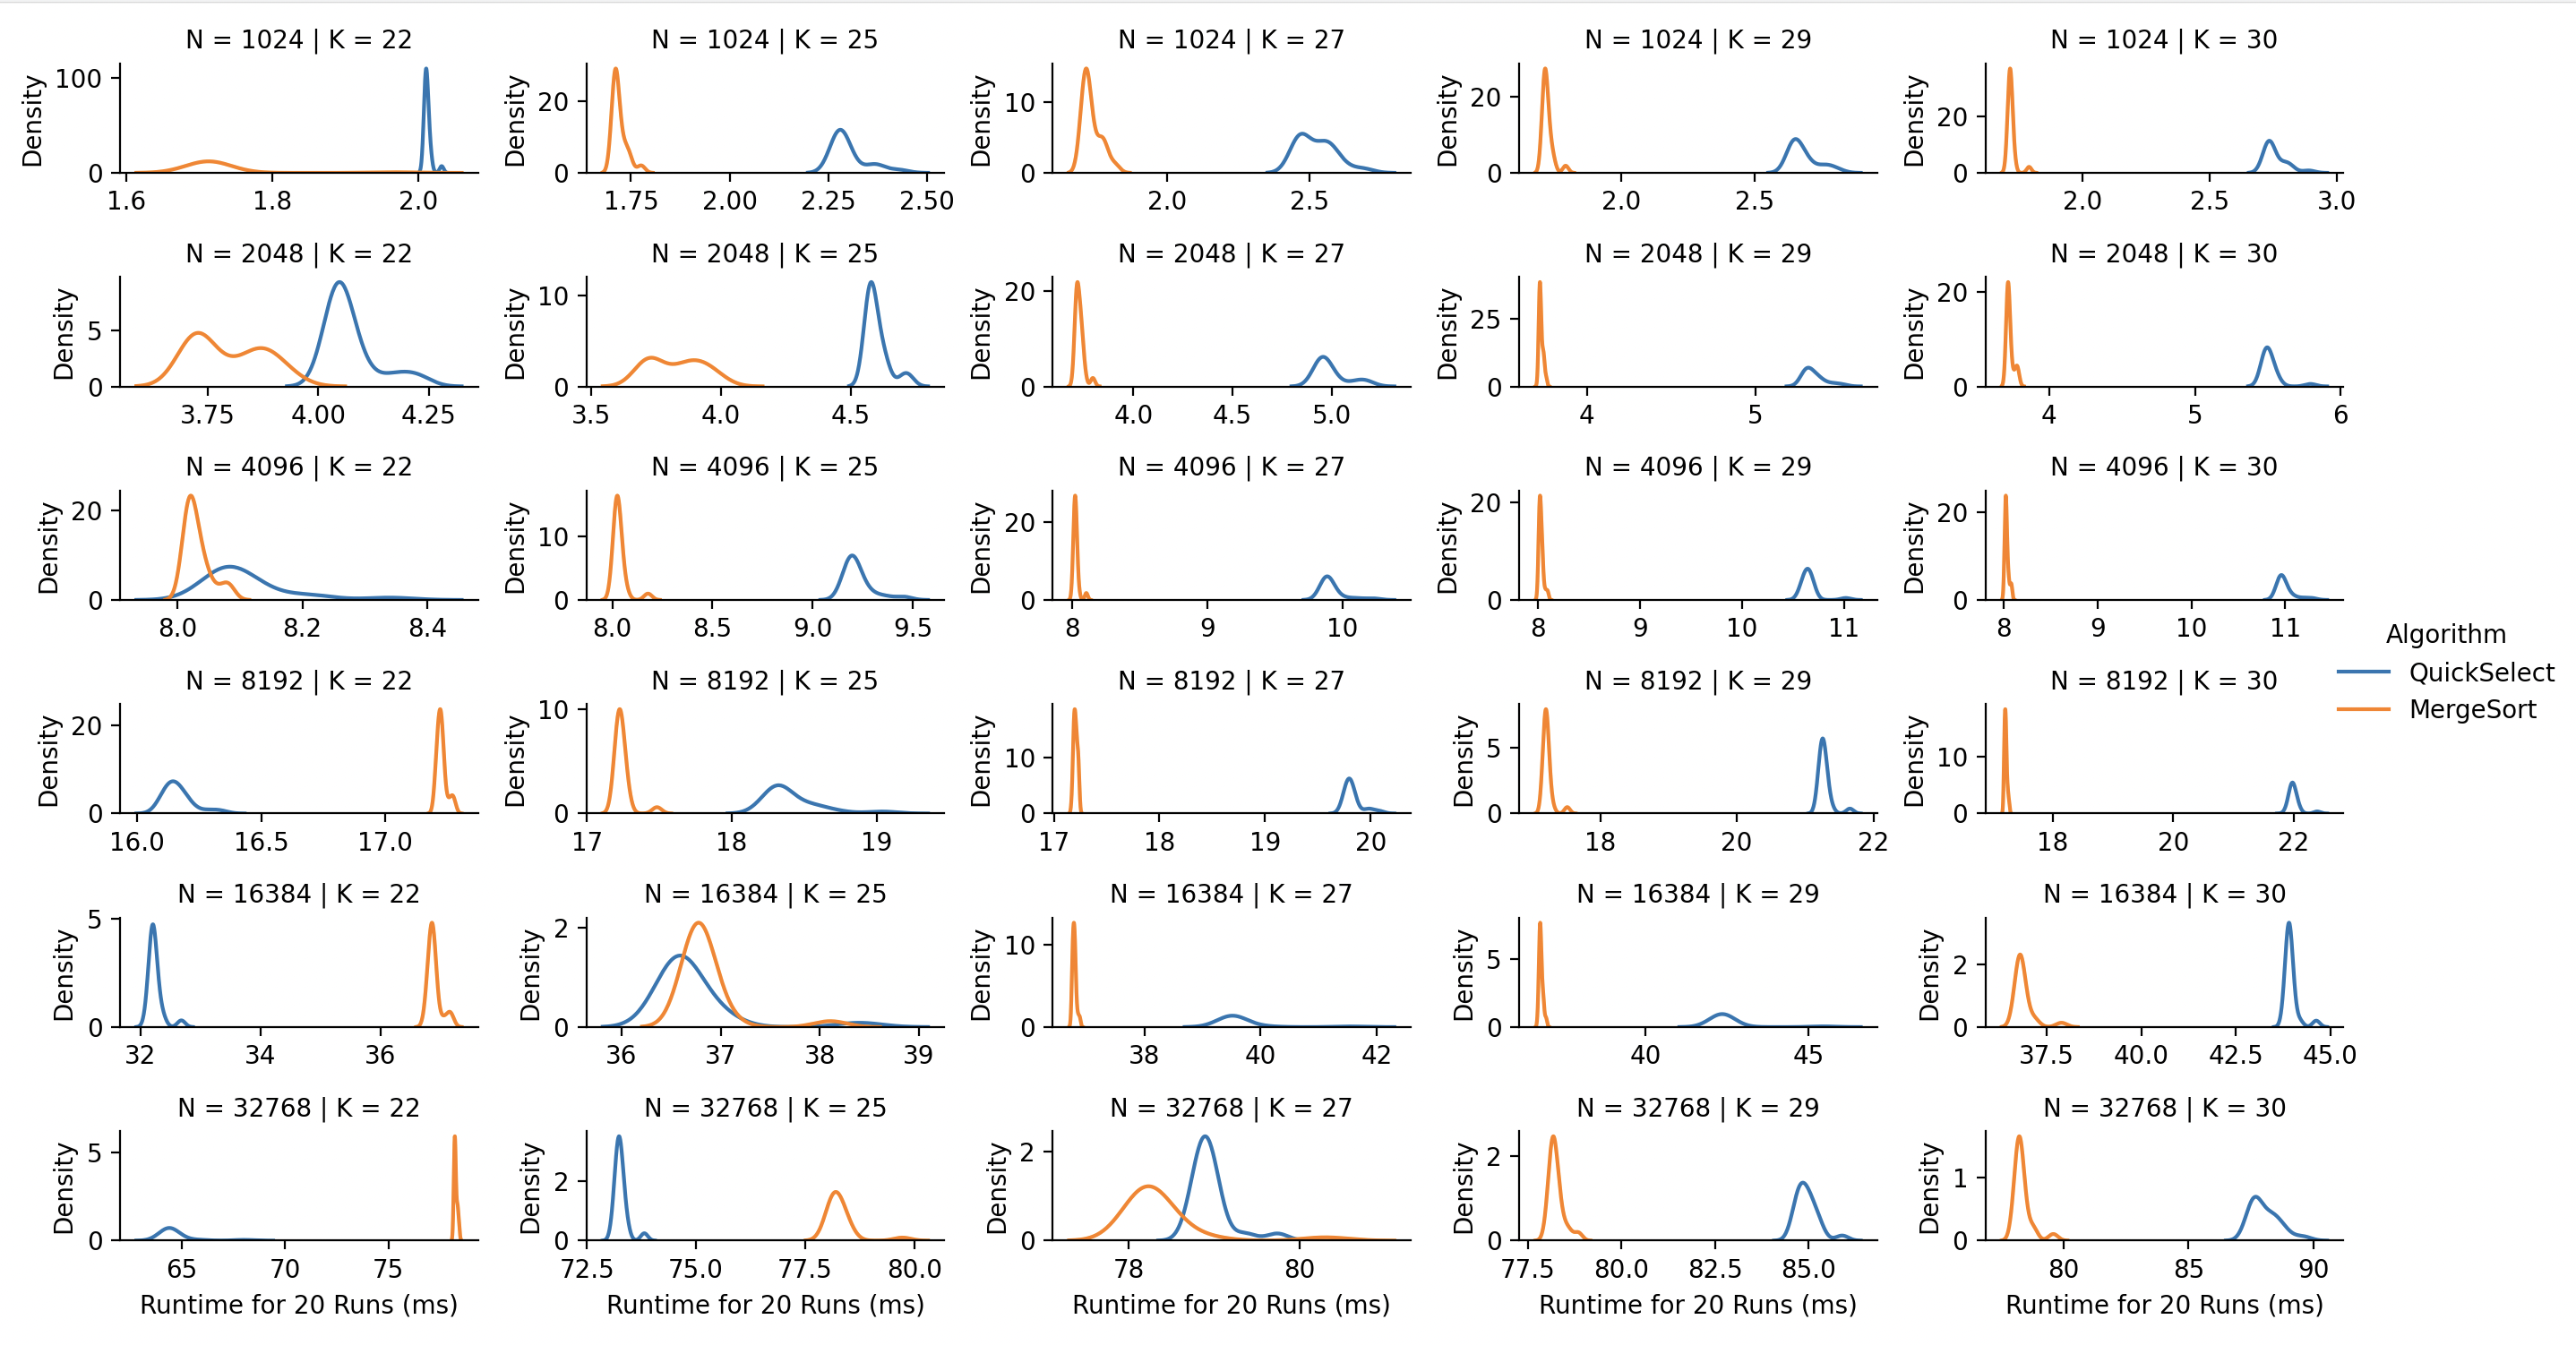 N = 1024 | K = 22
N = 1024 | K = 25
N = 1024 | K = 27
N = 1024 | K = 29
N = 1024 | K = 30
Density
100
0
1.6 1.8 2.0
Density
20
0
1.75 2.00 2.25 2.50
Density
10
0
2.0 2.5
Density
20
0
2.0 2.5
Density
20
0
2.0 2.5 3.0
N = 2048 | K = 22
N = 2048 | K = 25
N = 2048 | K = 27
N = 2048 | K = 29
N = 2048 | K = 30
Density
5
0
3.75 4.00 4.25
Density
10
0
3.5 4.0 4.5
Density
20
0
4.0 4.5 5.0
Density
25
0
4 5
Density
20
0
4 5 6
N = 4096 | K = 22
N = 4096 | K = 25
N = 4096 | K = 27
N = 4096 | K = 29
N = 4096 | K = 30
Density
20
0
8.0 8.2 8.4
Density
10
0
8.0 8.5 9.0 9.5
Density
20
0
8 9 10
Density
20
0
8 9 10 11
Density
20
0
8 9 10 11
Algorithm
QuickSelect
MergeSort
N = 8192 | K = 22
N = 8192 | K = 25
N = 8192 | K = 27
N = 8192 | K = 29
N = 8192 | K = 30
Density
20
0
16.0 16.5 17.0
Density
10
0
17 18 19
Density
10
0
17 18 19 20
Density
5
0
18 20 22
Density
10
0
18 20 22
N = 16384 | K = 22
N = 16384 | K = 25
N = 16384 | K = 27
N = 16384 | K = 29
N = 16384 | K = 30
Density
5
0
32 34 36
Density
2
0
36 37 38 39
Density
10
0
38 40 42
Density
5
0
40 45
Density
2
0
37.5 40.0 42.5 45.0
N = 32768 | K = 22
N = 32768 | K = 25
N = 32768 | K = 27
N = 32768 | K = 29
N = 32768 | K = 30
Density
5
0
65 70 75
Runtime for 20 Runs (ms)
Density
2
0
72.5 75.0 77.5 80.0
Runtime for 20 Runs (ms)
Density
2
0
78 80
Runtime for 20 Runs (ms)
Density
2
0
77.5 80.0 82.5 85.0
Runtime for 20 Runs (ms)
Density
1
0
80 85 90
Runtime for 20 Runs (ms)